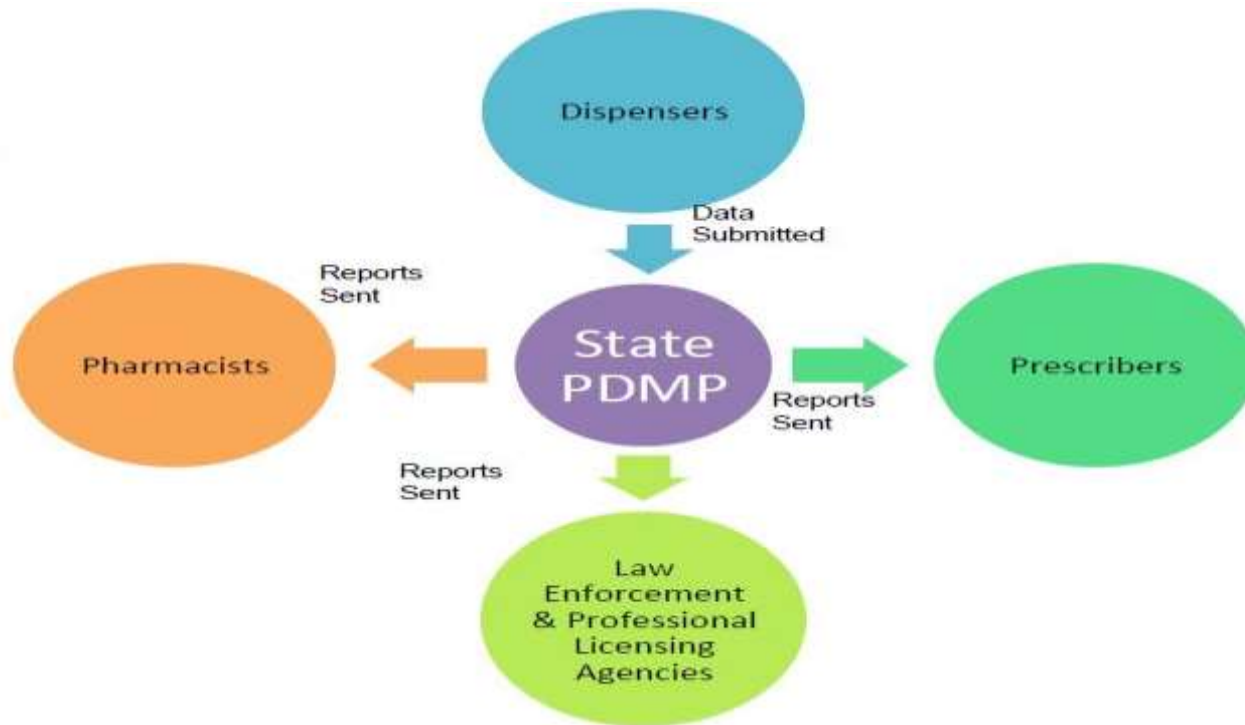 Dispensers
Data
Submitted
Reports
Sent
Pharmacists
State
PDMP
Prescribers
Reports
Sent
Reports
Sent
Law
Enforcement
& Professional
Licensing
Agencies